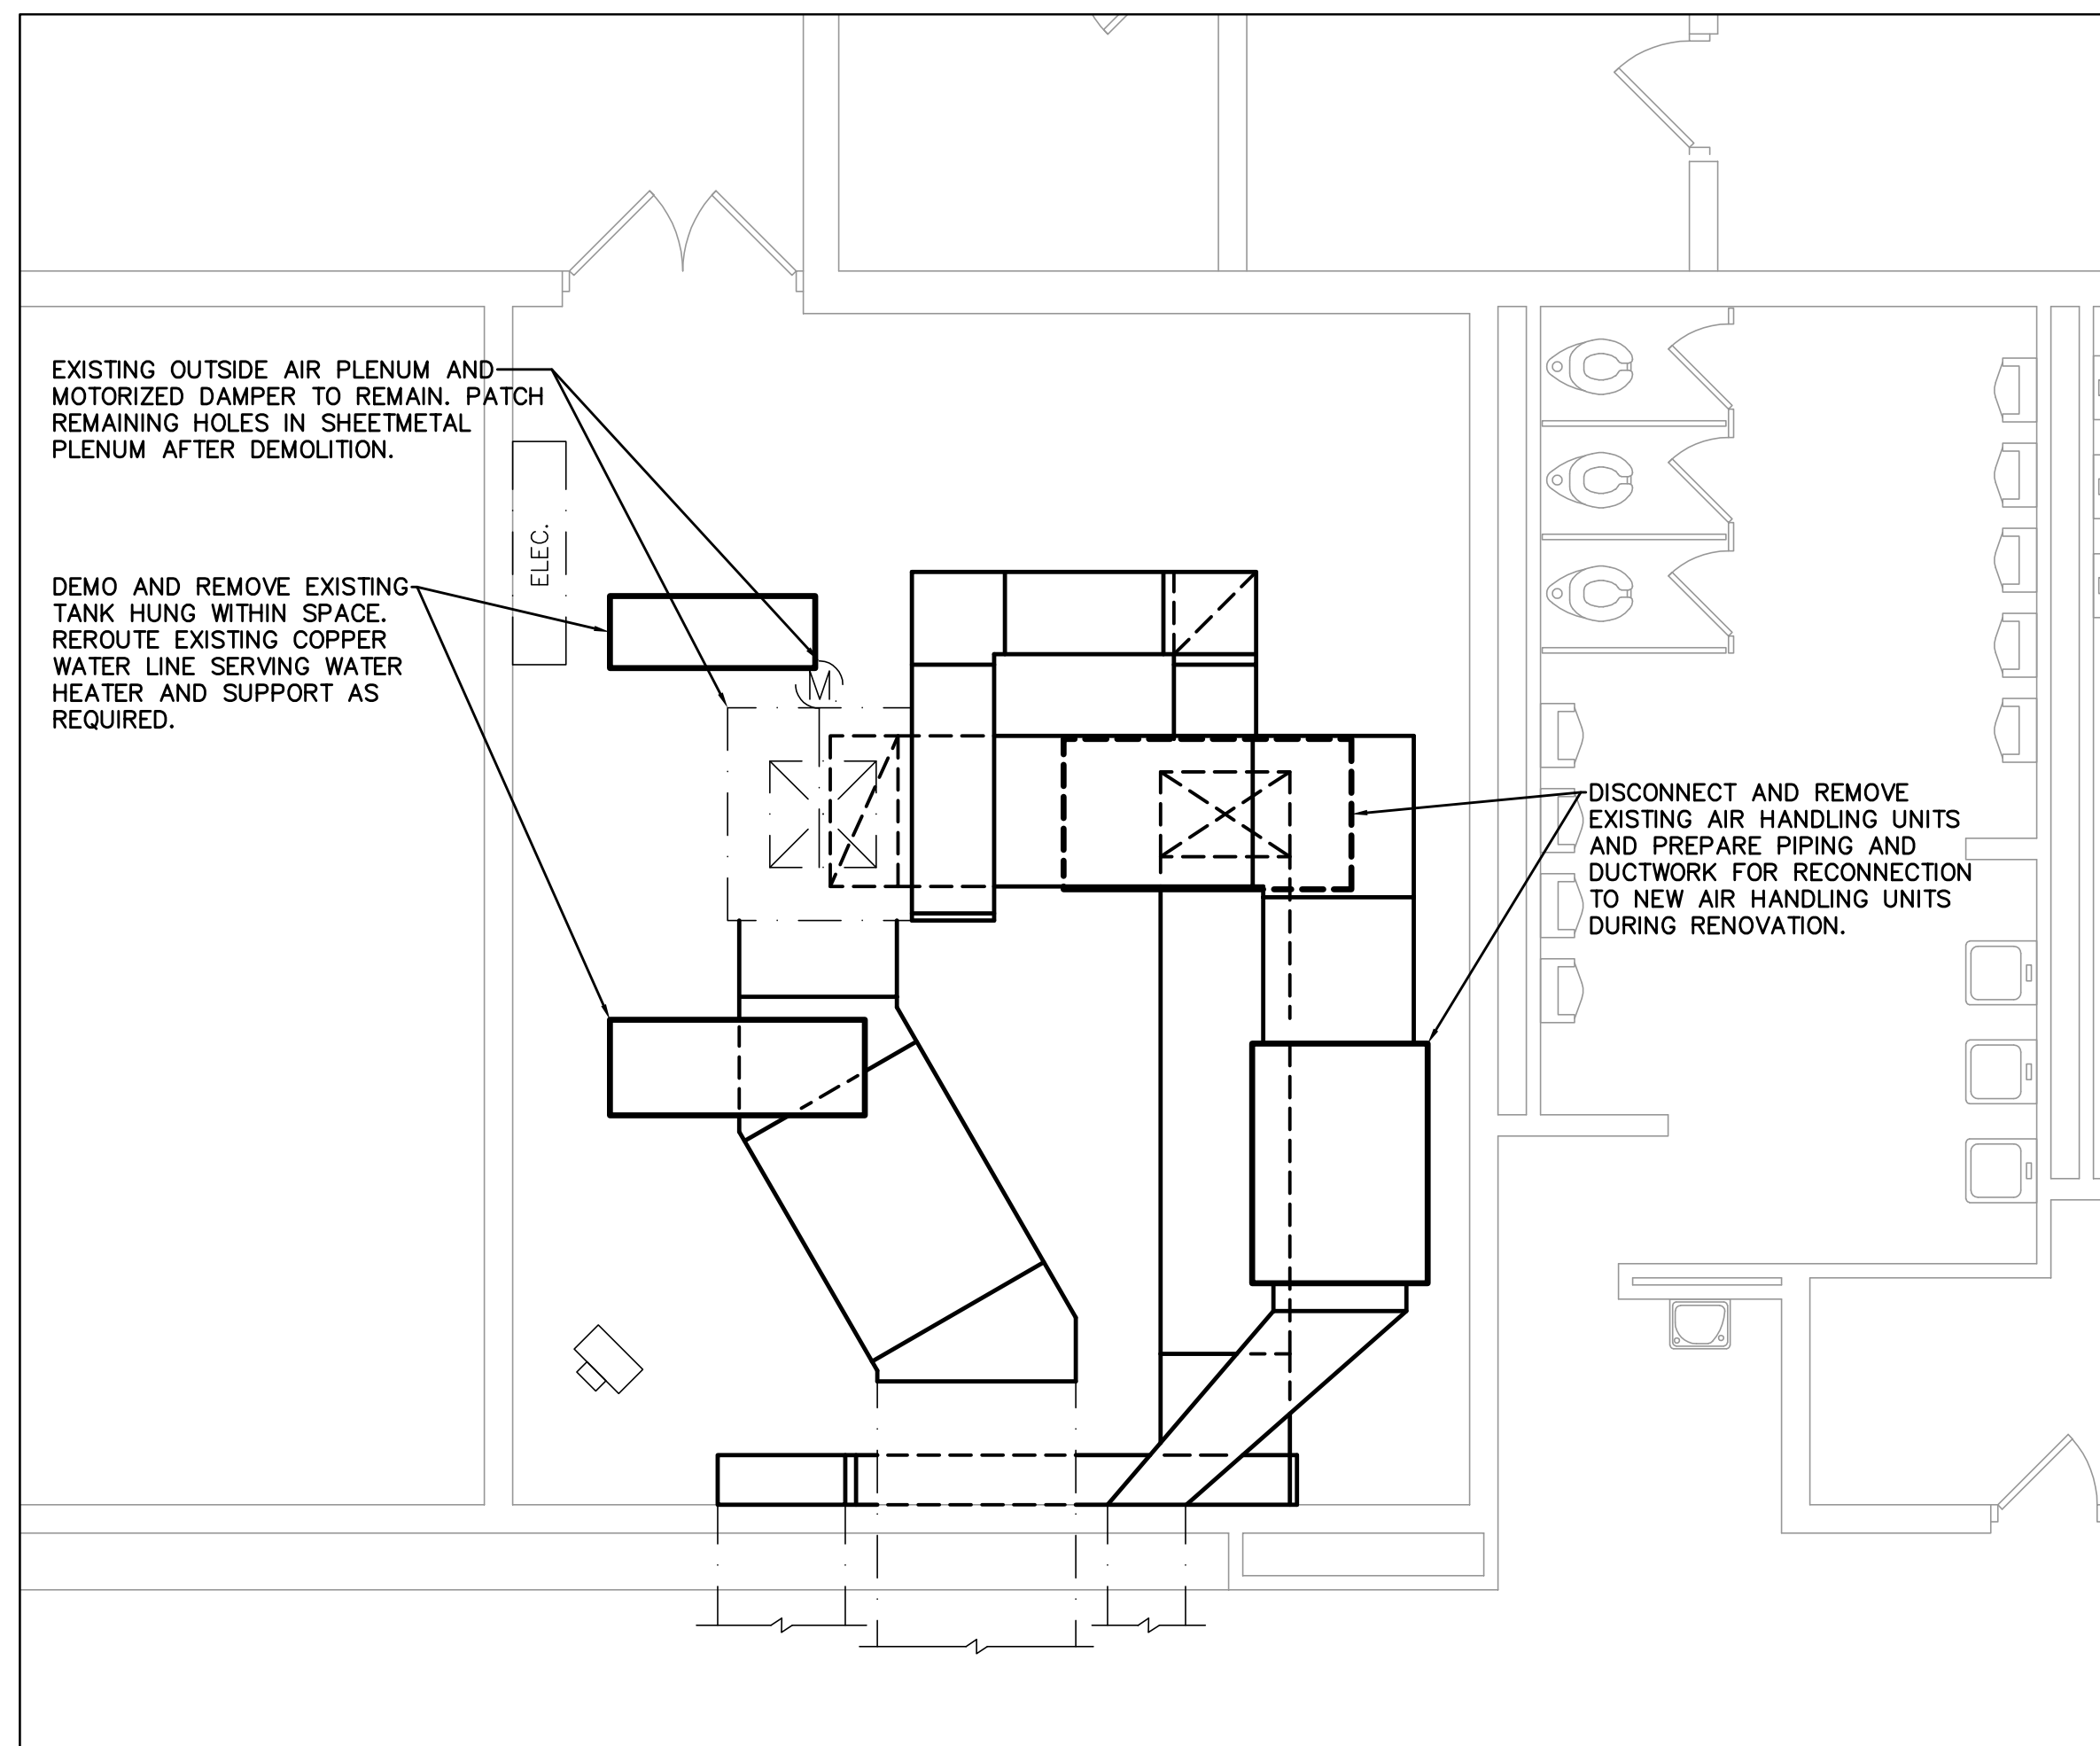 EXISTING OUTSIDE AIR PLENUM AND
MOTORIZED DAMPER TO REMAIN. PATCH
REMAINING HOLES IN SHEETMETAL
PLENUM AFTER DEMOLITION.
ELEC.
DEMO AND REMOVE EXISTING
TANK HUNG WITHIN SPACE.
REROUTE EXISTING COPPER
WATER LINE SERVING WATER
HEATER AND SUPPORT AS
REQUIRED.
M
DISCONNECT AND REMOVE
EXISTING AIR HANDLING UNITS
AND PREPARE PIPING AND
DUCTWORK FOR RECONNECTION
TO NEW AIR HANDLING UNITS
DURING RENOVATION.